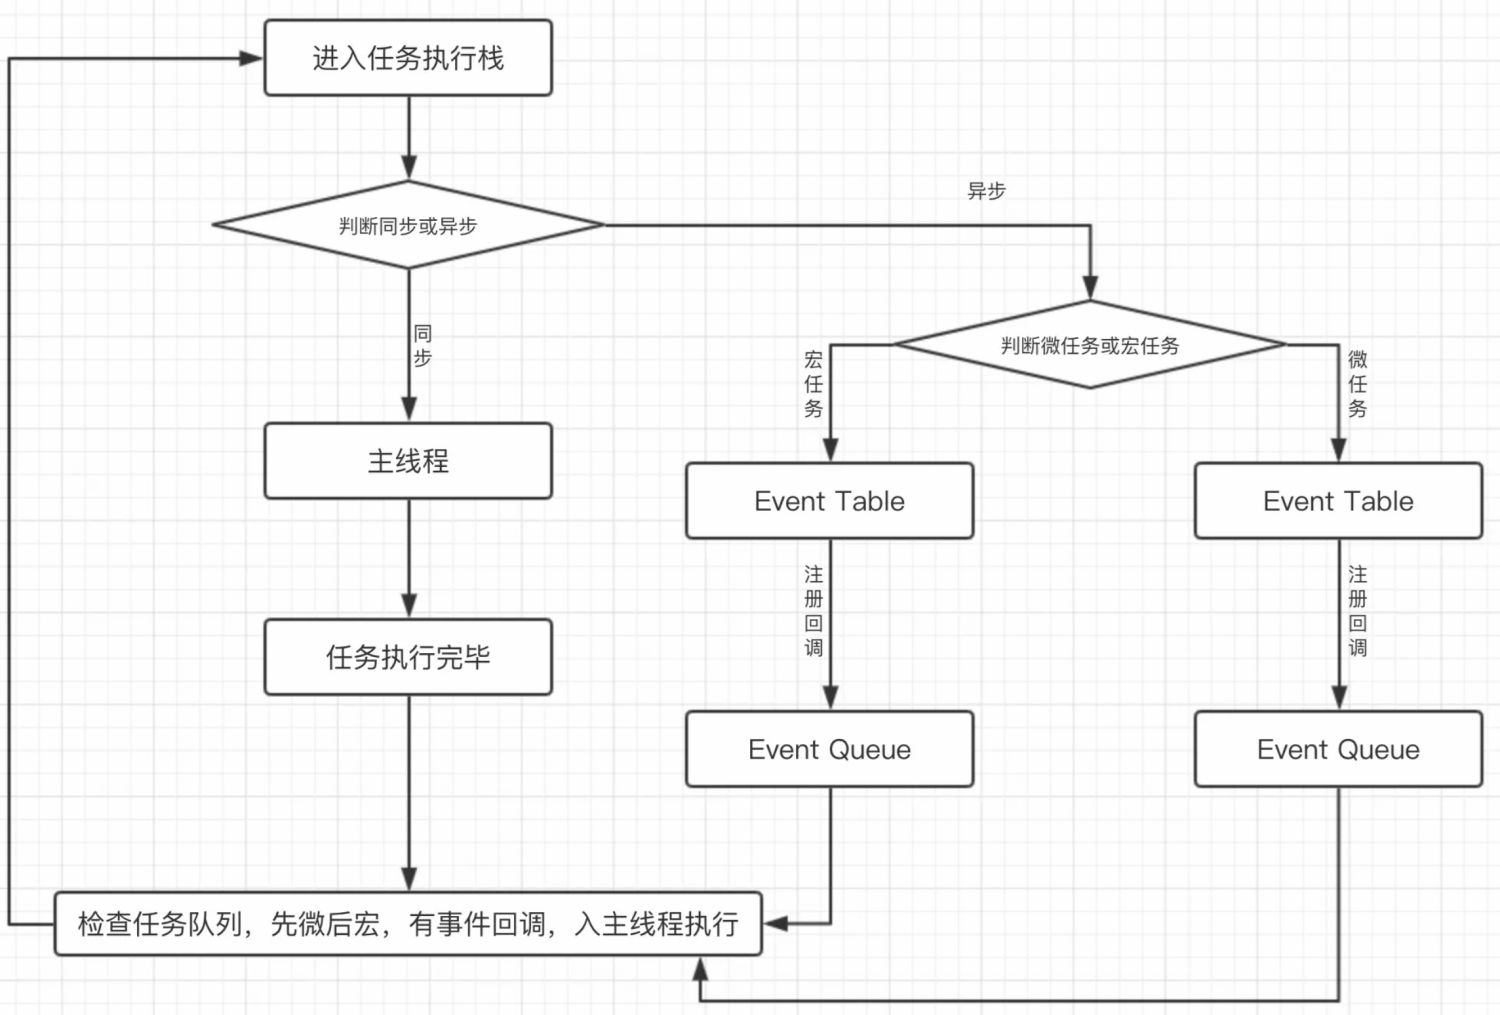 进入任务执行栈
异步
判断同步或异步
同步
判断微任务或宏任务
宏任务
微任务
主线程
Event Table
Event Table
注册回调
注册回调
任务执行完毕
Event Queue
Event Queue
检查任务队列，先微后宏，有事件回调，入主线程执行